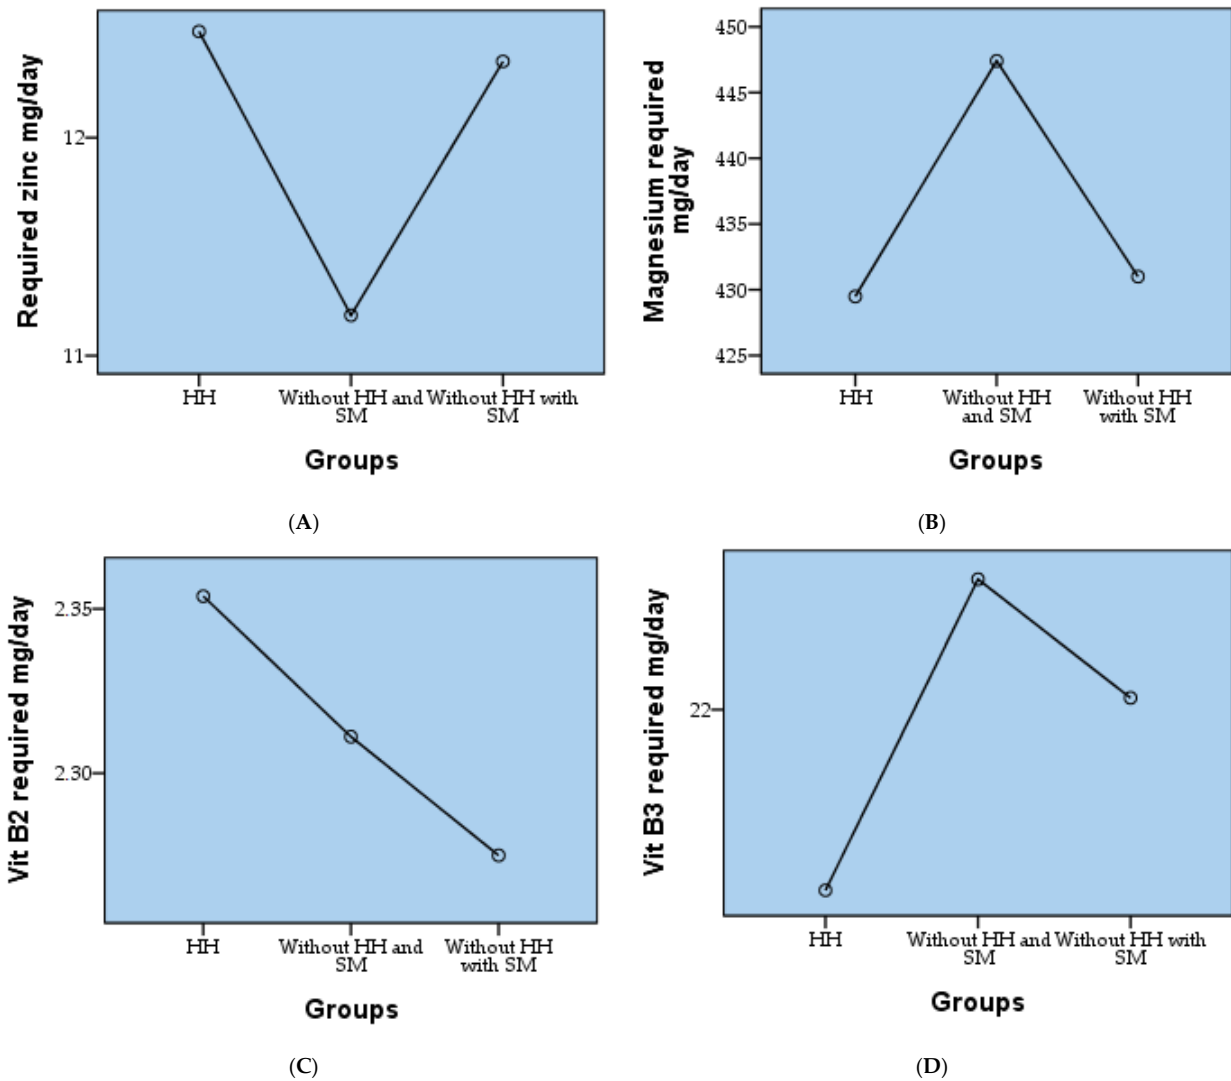 Required zinc mg/day
12
11
HH
Without HH and
SM
Without HH with
SM
Groups
(A)
Magnesium required
mg/day
450
445
440
435
430
425
HH
Without HH
and SM
Without HH
with SM
Groups
(B)
Vit B2 required mg/day
2.35
2.30
HH
Without HH and
SM
Without HH
with SM
Groups
(C)
Vit B3 required mg/day
22
HH
Without HH and
SM
Without HH with
SM
Groups
(D)